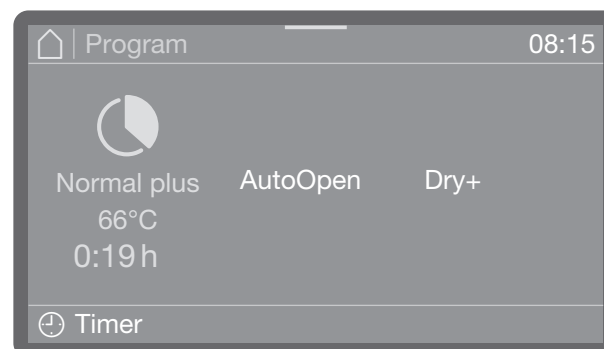 Program 08:15
Normal plus AutoOpen Dry+
66°C
0:19 h
Timer